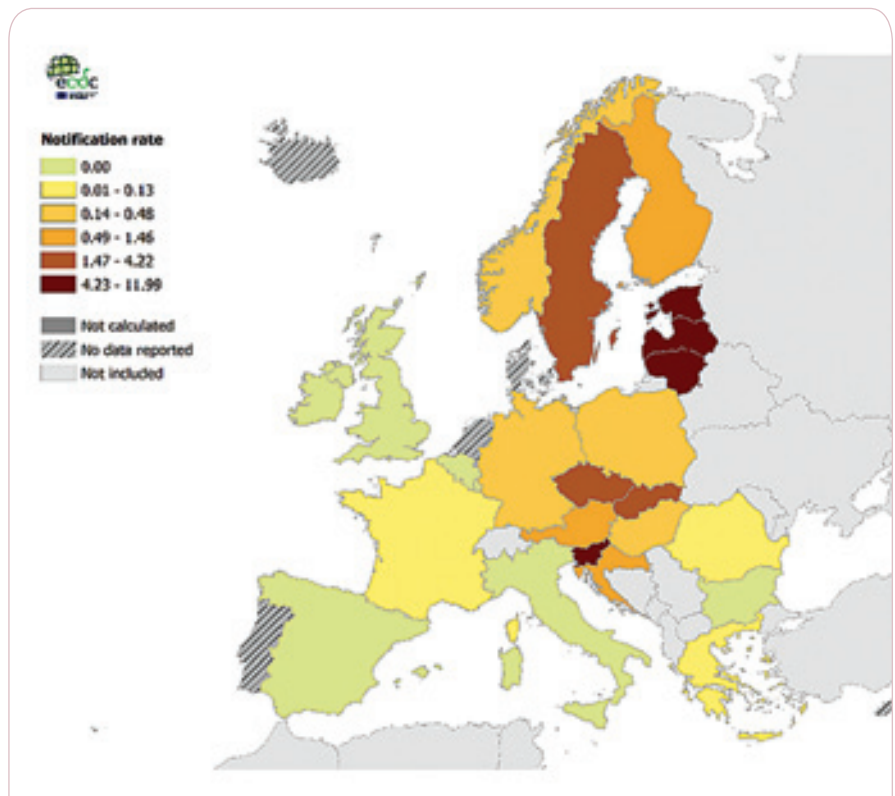 ecdc
Notification rate
0.00
0.01 - 0.13
0.14 - 0.48
0.49 - 1.46
1.47 - 4.22
4.23 - 11.99
Not calculated
No data reported
Not included